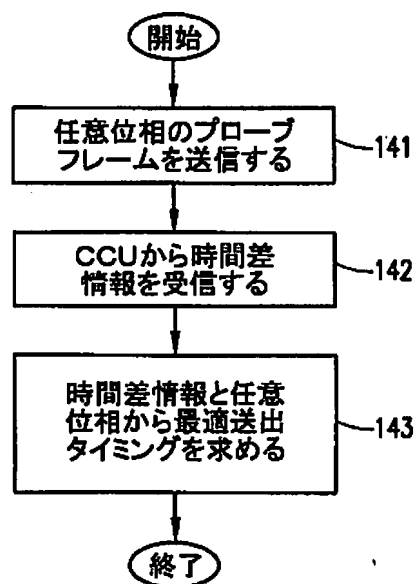 開始
任意位相のプローブ
フレームを送信する
141
CCUから時間差
情報を受信する
142
時間差情報と任意
位相から最適送出
タイミングを求める
143
終了